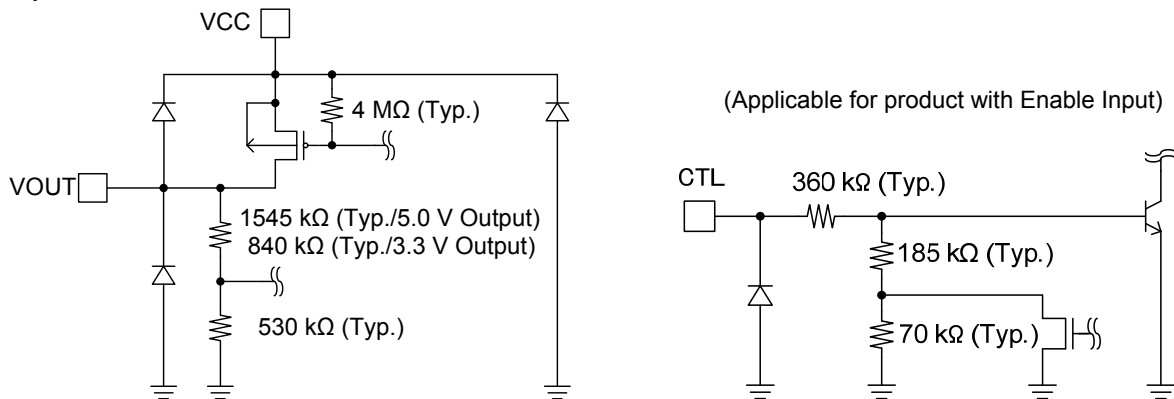 VCC
4 MΩ (Typ.)
VOUT
1545 kΩ (Typ./5.0 V Output)
840 kΩ (Typ./3.3 V Output)
530 kΩ (Typ.)
(Applicable for product with Enable Input)
CTL
360 kΩ (Typ.)
185 kΩ (Typ.)
70 kΩ (Typ.)